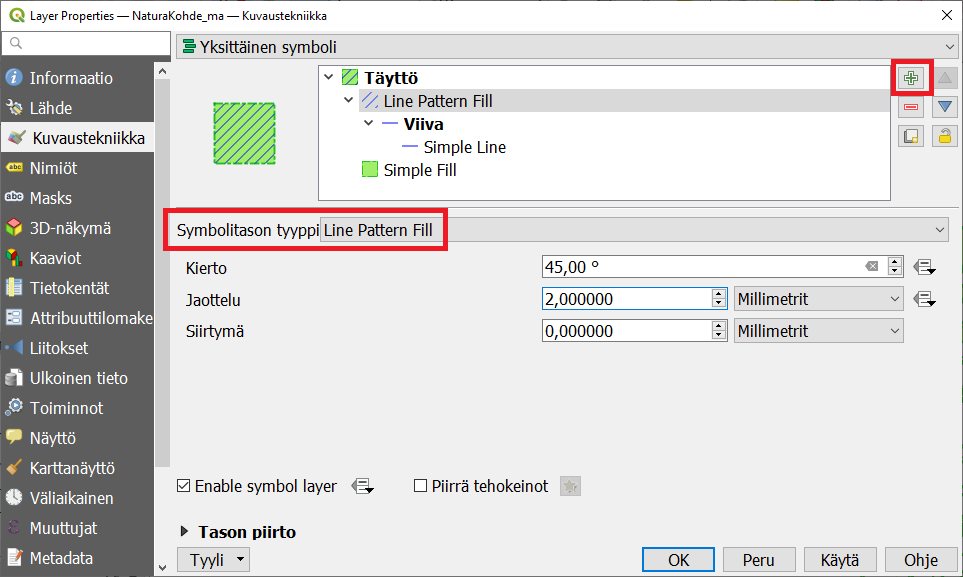 Layer Properties — NaturaKohde_ma — Kuvaustekniikka
Yksittäinen symboli
Informaatio
Lähde
Kuvaustekniikka
abc Nimiöt
abc Masks
3D-näkymä
Kaaviot
Tietokentät
Attribuuttilomake
Liitokset
Ulkoinen tieto
Toiminnot
Näyttö
Karttanäyttö
Väliaikainen
Muuttujat
Metadata
Täyttö
Line Pattern Fill
Viiva
Simple Line
Simple Fill
Symbolitason tyyppi Line Pattern Fill
Kierto 45,00 °
Jaottelu 2,000000 Millimetrit
Siirtymä 0,000000 Millimetrit
Enable symbol layer Piirrä tehokeinot
Tason piirto
Tyyli OK Peru Käytä Ohje